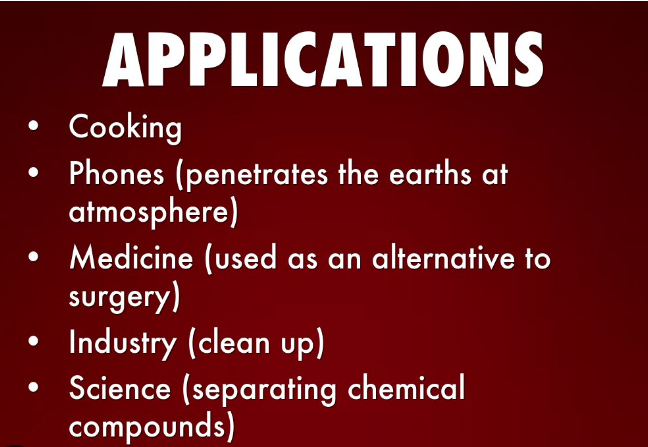 APPLICATIONS
• Cooking
• Phones (penetrates the earths at
atmosphere)
• Medicine (used as an alternative to
surgery)
• Industry (clean up)
• Science (separating chemical
compounds)